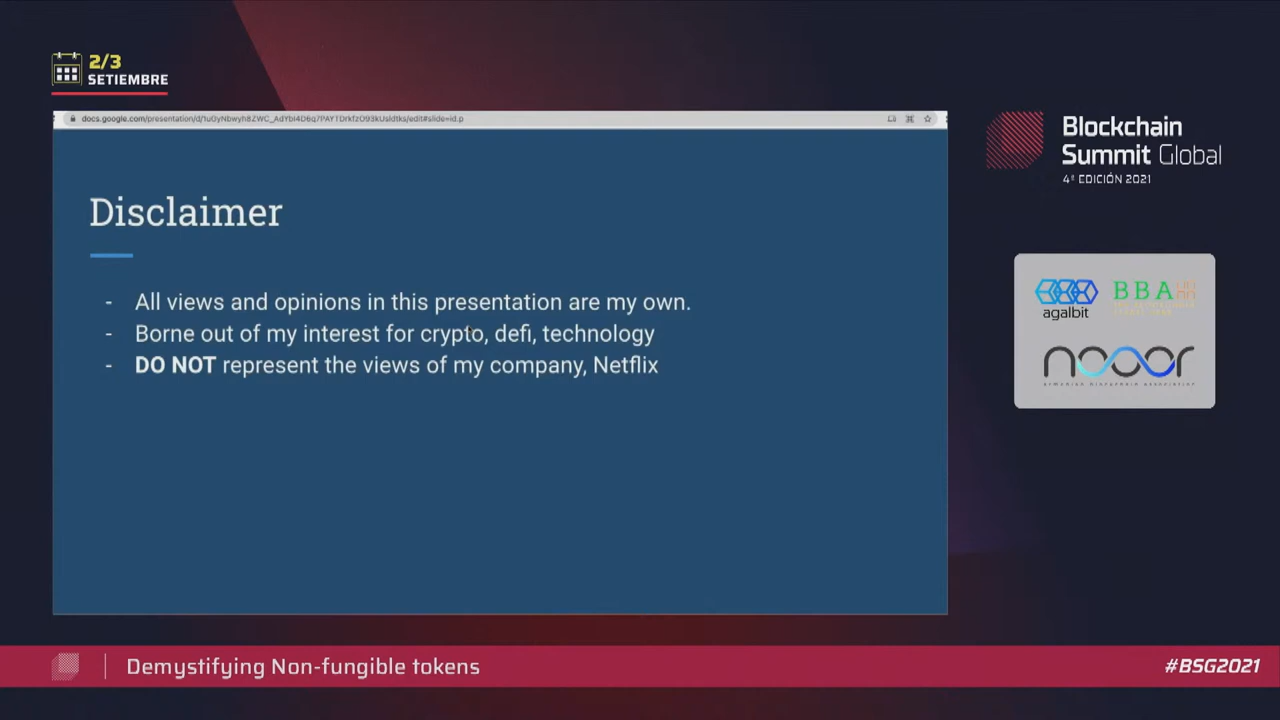 2/3
SETIEMBRE
Blockchain
Summit Global
4ª EDICIÓN 2021
Disclaimer
- All views and opinions in this presentation are my own.
- Borne out of my interest for crypto, defi, technology
- DO NOT represent the views of my company, Netflix
agalbit
BBA
nooor
Demystifying Non-fungible tokens
#BSG2021